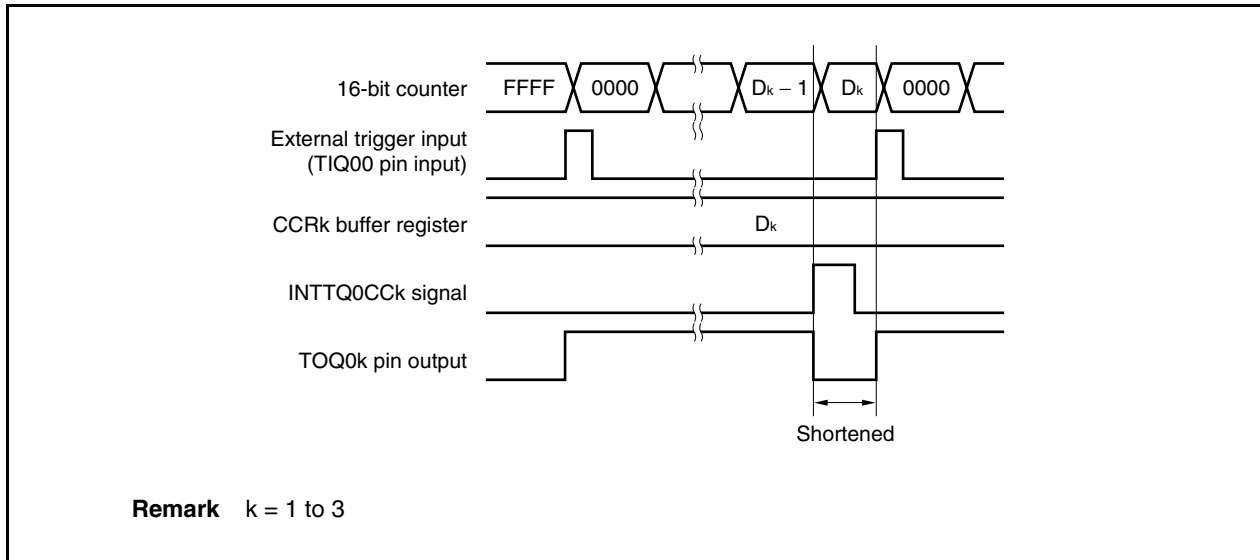 16-bit counter
FFFF
0000
Dk − 1
Dk
0000
External trigger input
(TIQ00 pin input)
CCRk buffer register
Dk
INTTQ0CCk signal
TOQ0k pin output
Shortened
Remark k = 1 to 3